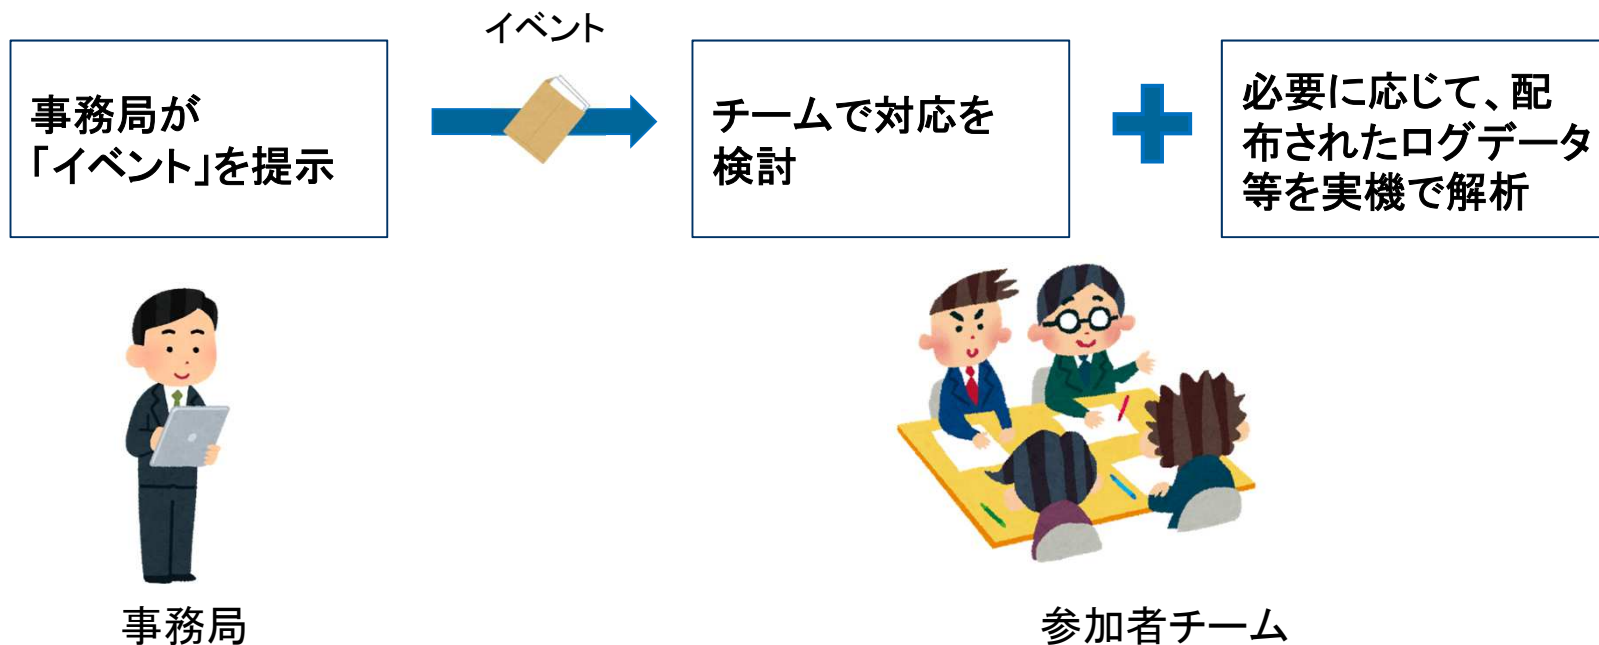 イベント
事務局が
「イベント」を提示
チームで対応を
検討
必要に応じて、配
布されたログデータ
等を実機で解析
事務局
参加者チーム